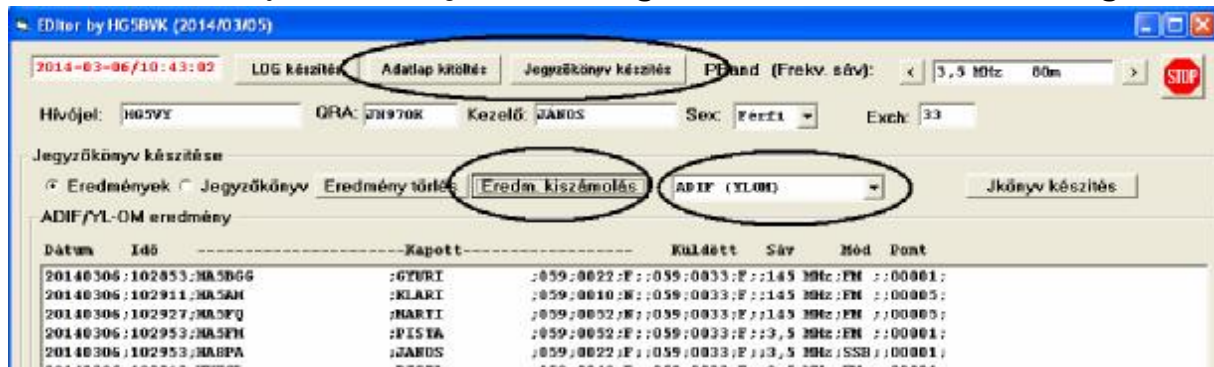 EDitor by HG5BVK (2014/03/05)
2014-03-06/10:43:02 LOG készítés Adatlap kitöltés Jegyzőkönyv készítés PBand (Frekv. sáv): < 3,5 MHz 80m > STOP
Hívójel: HG5VY QRA: JN97OK Kezelő: JANOS Sex: Férfi Exch: 33
Jegyzőkönyv készítése
Eredmények Jegyzőkönyv Eredmény törlés Eredm. kiszámolás ADIF (YLOM) Jkönyv készítés
ADIF/YL-OM eredmény
Dátum Idő -----------------------Kapott------------------- Küldött Sáv Mód Pont
20140306;102853;HA5BGG ;GYURI ;059;0022;F;;059;0033;F;;145 MHz;FM ;;00001;
20140306;102911;HA5AH ;KLARI ;059;0010;N;;059;0033;F;;145 MHz;FM ;;00005;
20140306;102927;HA5FQ ;MARTI ;059;0052;N;;059;0033;F;;145 MHz;FM ;;00005;
20140306;102953;HA5FM ;PISTA ;059;0052;F;;059;0033;F;;3,5 MHz;FM ;;00001;
20140306;102953;HA8PA ;JANOS ;059;0022;F;;059;0033;F;;3,5 MHz;SSB;;00001;